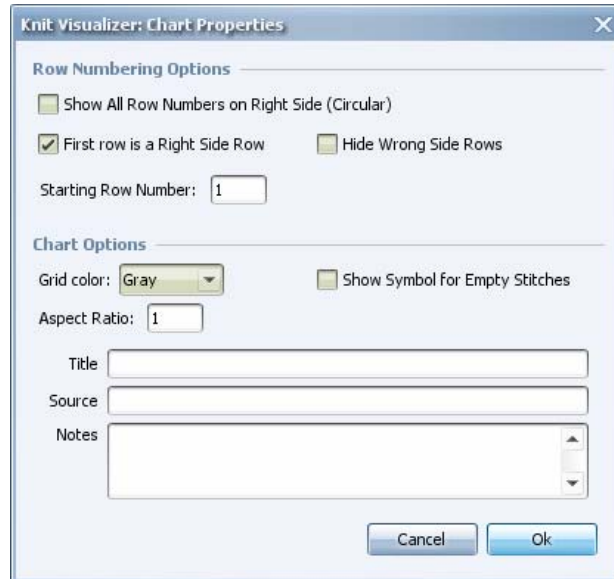 Knit Visualizer: Chart Properties
Row Numbering Options
Show All Row Numbers on Right Side (Circular)
First row is a Right Side Row
Hide Wrong Side Rows
Starting Row Number: 1
Chart Options
Grid color: Gray
Show Symbol for Empty Stitches
Aspect Ratio: 1
Title
Source
Notes
Cancel
Ok